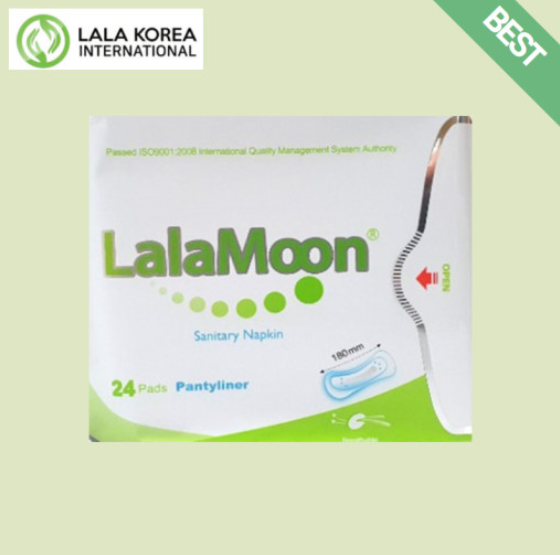 LALA KOREA
INTERNATIONAL
BEST
Passed ISO9001:2008 International Quality Management System Authority
LalaMoon®
Sanitary Napkin
180mm
24 Pads Pantyliner
OPEN